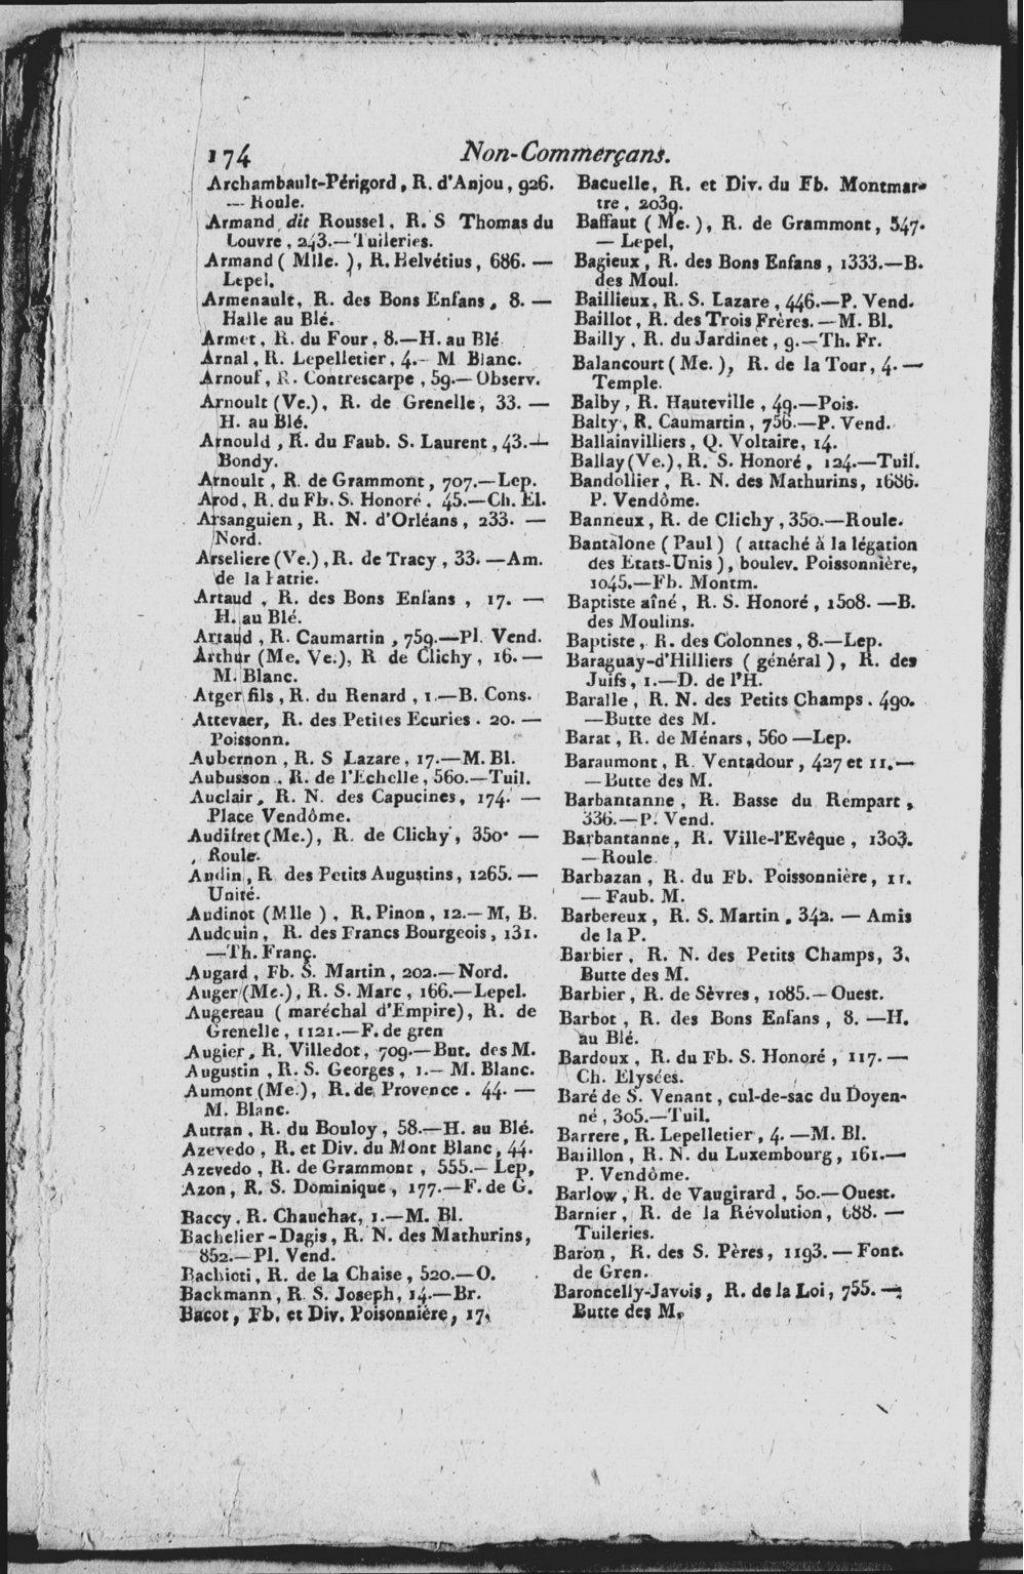 174
Non-Commerçans.
Archambault-Périgord, R. d'Anjou, 926.
— Roule.
Armand dit Roussel, R. S Thomas du
Louvre, 243.—Tuileries.
Armand ( Mlle. ), R. Helvétius, 686. —
Lepel.
Armenault, R. des Bons Enfans, 8. —
Halle au Blé.
Armet, R. du Four, 8.—H. au Blé
Arnal, R. Lepelletier, 4.— M Blanc.
Arnouf, R. Contrescarpe, 59.— Observ.
Arnoult (Ve.), R. de Grenelle, 33. —
H. au Blé.
Arnould, R. du Faub. S. Laurent, 43.—
Bondy.
Arnoult, R. de Grammont, 707.—Lep.
Arod, R. du Fb. S. Honoré, 45.—Ch. El.
Arsanguien, R. N. d'Orléans, 233. —
Nord.
Arseliere (Ve.), R. de Tracy, 33. —Am.
de la Patrie.
Artaud, R. des Bons Enfans, 17. —
H. au Blé.
Artaud, R. Caumartin, 759.—Pl. Vend.
Arthur (Me. Ve.), R de Clichy, 16. —
M. Blanc.
Atger fils, R. du Renard, 1.—B. Cons.
Attevaer, R. des Petites Ecuries. 20. —
Poissonn.
Aubernon, R. S Lazare, 17.—M. Bl.
Aubusson, R. de l'Echelle, 560.—Tuil.
Auclair, R. N. des Capucines, 174. —
Place Vendôme.
Audifret (Me.), R. de Clichy, 350. —
Roule.
Audin, R des Petits Augustins, 1265. —
Unité.
Audinot (Mlle ), R. Pinon, 12.— M, B.
Audouin, R. des Francs Bourgeois, 131.
—Th. Franç.
Augard, Fb. S. Martin, 202.—Nord.
Auger (Me.), R. S. Marc, 166.—Lepel.
Augereau ( maréchal d'Empire), R. de
Grenelle, 1121.—F. de gren
Augier, R. Villedot, 709.—But. des M.
Augustin, R. S. Georges, 1.— M. Blanc.
Aumont (Me.), R. de Provence. 44. —
M. Blanc.
Autran, R. du Bouloy, 58.—H. au Blé.
Azevedo, R. et Div. du Mont Blanc, 44.
Azevedo, R. de Grammont, 555.— Lep,
Azon, R. S. Dominique, 177.—F. de G.
Baccy, R. Chauchat, 1.—M. Bl.
Bachelier-Dagis, R. N. des Mathurins,
852.—Pl. Vend.
Bachioti, R. de la Chaise, 520.—O.
Backmann, R. S. Joseph, 14.—Br.
Bacot, Fb. et Div. Poisonnière, 17,
Bacuelle, R. et Div. du Fb. Montmar-
tre, 2039.
Baffaut ( Me. ), R. de Grammont, 547.
— Lepel,
Bagieux, R. des Bons Enfans, 1333.—B.
des Moul.
Baillieux, R. S. Lazare, 446.—P. Vend.
Baillot, R. des Trois Frères.—M. Bl.
Bailly, R. du Jardinet, 9.—Th. Fr.
Balancourt ( Me. ), R. de la Tour, 4. —
Temple.
Balby, R. Hauteville, 49.—Pois.
Balty, R. Caumartin, 756.—P. Vend.
Ballainvilliers, Q. Voltaire, 14.
Ballay (Ve.), R. S. Honoré, 124.—Tuil.
Bandollier, R. N. des Mathurins, 1686.
P. Vendôme.
Banneux, R. de Clichy, 350.—Roule.
Bantalone ( Paul ) ( attaché à la légation
des Etats-Unis ), boulev. Poissonnière,
1045.—Fb. Montm.
Baptiste aîné, R. S. Honoré, 1508. —B.
des Moulins.
Baptiste, R. des Colonnes, 8.—Lep.
Baraguay-d'Hilliers ( général ), R. des
Juifs, 1.—D. de l'H.
Baralle, R. N. des Petits Champs. 490.
—Butte des M.
Barat, R. de Ménars, 560 —Lep.
Baraumont, R. Ventadour, 427 et 11.—
—Butte des M.
Barbantanne, R. Basse du Rempart,
336.—P. Vend.
Barbantanne, R. Ville-l'Evêque, 1303.
—Roule
Barbazan, R. du Fb. Poissonnière, 11.
— Faub. M.
Barbereux, R. S. Martin, 342. — Amis
de la P.
Barbier, R. N. des Petits Champs, 3.
Butte des M.
Barbier, R. de Sèvres, 1085.—Ouest.
Barbot, R. des Bons Enfans, 8. —H.
au Blé.
Bardoux, R. du Fb. S. Honoré, 117. —
Ch. Elysées.
Baré de S. Venant, cul-de-sac du Doyen-
né, 305.—Tuil.
Barrere, R. Lepelletier, 4. —M. Bl.
Barillon, R. N. du Luxembourg, 161.—
P. Vendôme.
Barlow, R. de Vaugirard, 50.—Ouest.
Barnier, R. de la Révolution, 688. —
Tuileries.
Baron, R. des S. Pères, 1193. — Font.
de Gren.
Baroncelly-Javois, R. de la Loi, 755. —
Butte des M.